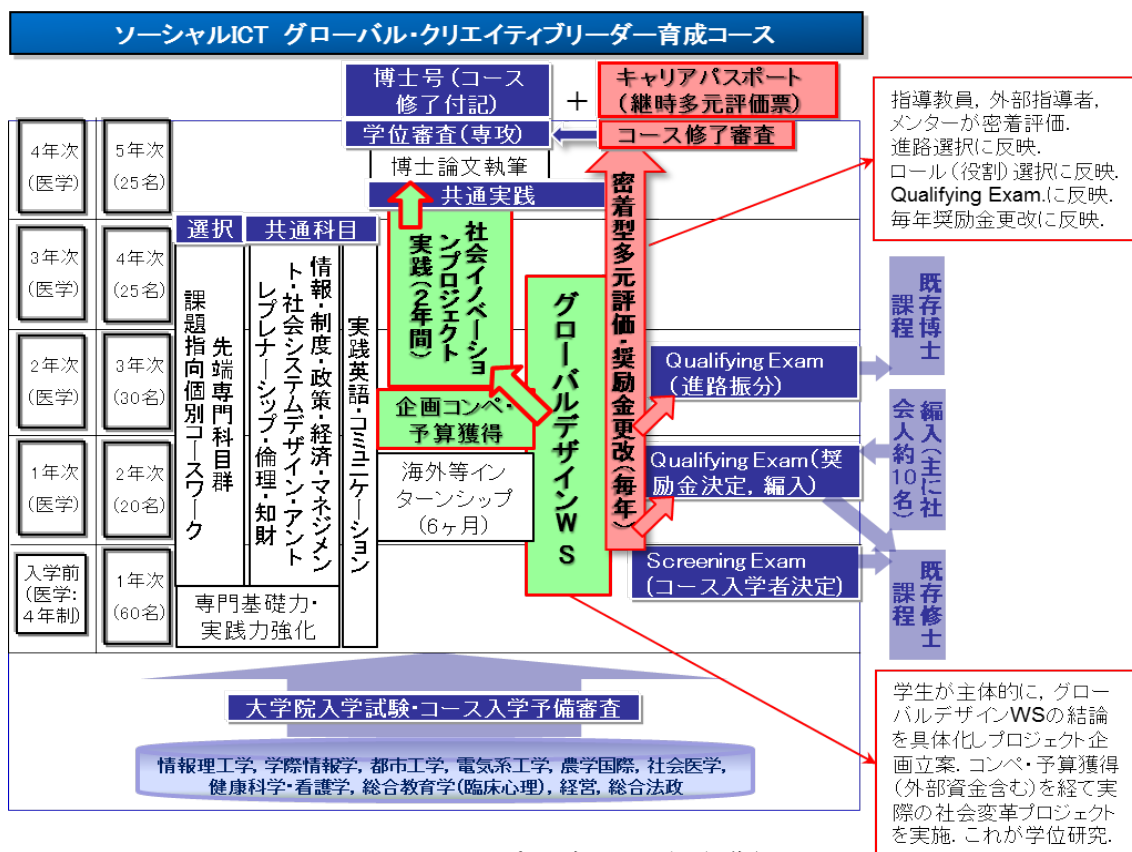 ソーシャルICT グローバル・クリエイティブリーダー育成コース
博士号(コース
修了付記)
+
キャリアパスポート
(継時多元評価票)
学位審査(専攻)
コース修了審査
博士論文執筆
共通実践
4年次
(医学)
5年次
(25名)
3年次
(医学)
4年次
(25名)
2年次
(医学)
3年次
(30名)
1年次
(医学)
2年次
(20名)
入学前
(医学:
4年制)
1年次
(60名)
選択
共通科目
先端専門科目群
課題指向個別コースワーク
情報・制度・政策・経済・マネジメン
ト・社会システムデザイン・アント
レプレナーシップ・倫理・知財
実践英語・コミュニケーション
専門基礎力・
実践力強化
社会イノベーショ
ンプロジェクト
実践(2年間)
企画コンペ・
予算獲得
海外等イン
ターンシップ
(6ヶ月)
グローバルデザインWS
密着型多元評価・奨励金更改(毎年)
Qualifying Exam
(進路振分)
Qualifying Exam(奨
励金決定, 編入)
Screening Exam
(コース入学者決定)
既存博士
課程
編入(主に社
会人約10名)
既存修士
課程
指導教員, 外部指導者,
メンターが密着評価.
進路選択に反映.
ロール(役割)選択に反映.
Qualifying Exam.に反映.
毎年奨励金更改に反映.
学生が主体的に, グロー
バルデザインWSの結論
を具体化しプロジェクト企
画立案. コンペ・予算獲得
(外部資金含む)を経て実
際の社会変革プロジェクト
を実施. これが学位研究.
大学院入学試験・コース入学予備審査
情報理工学, 学際情報学, 都市工学, 電気系工学, 農学国際, 社会医学,
健康科学・看護学, 総合教育学(臨床心理), 経営, 総合法政